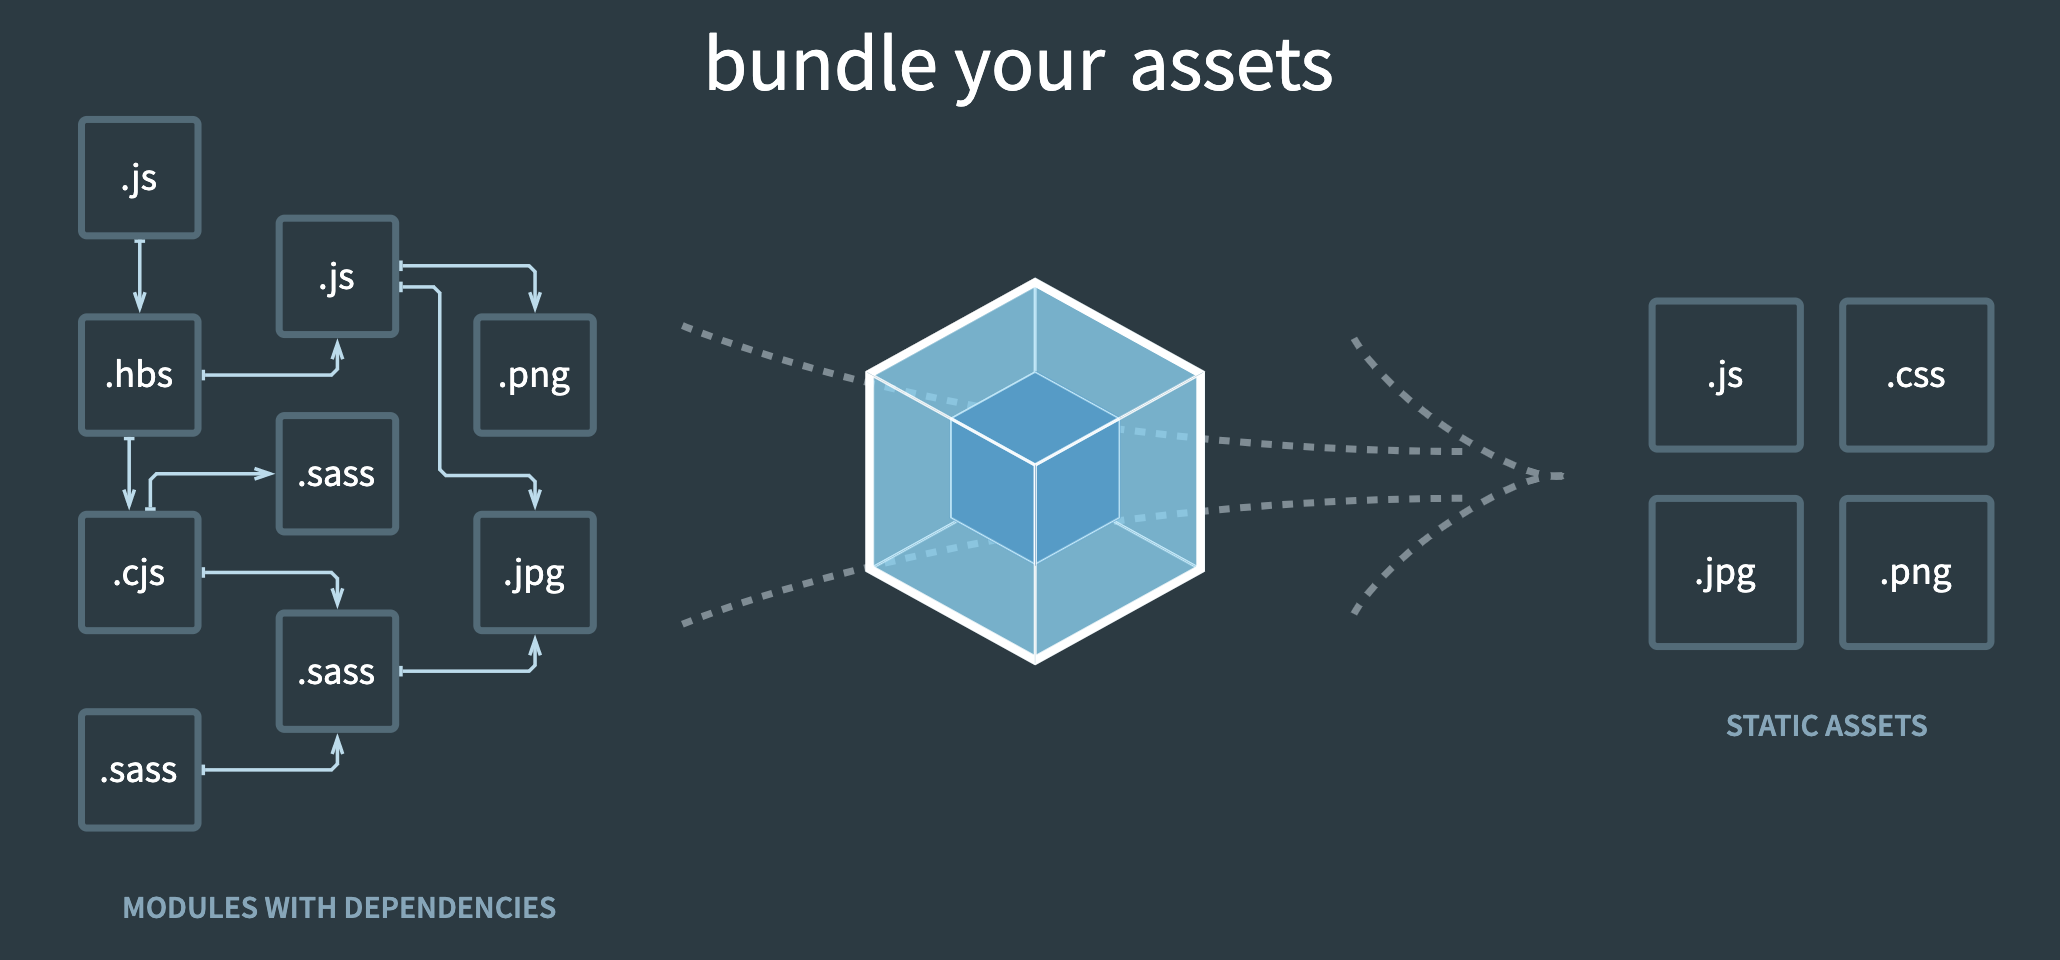 bundle your assets
.js
.js
.hbs
.png
.sass
.cjs
.jpg
.sass
.sass
MODULES WITH DEPENDENCIES
.js
.css
.jpg
.png
STATIC ASSETS